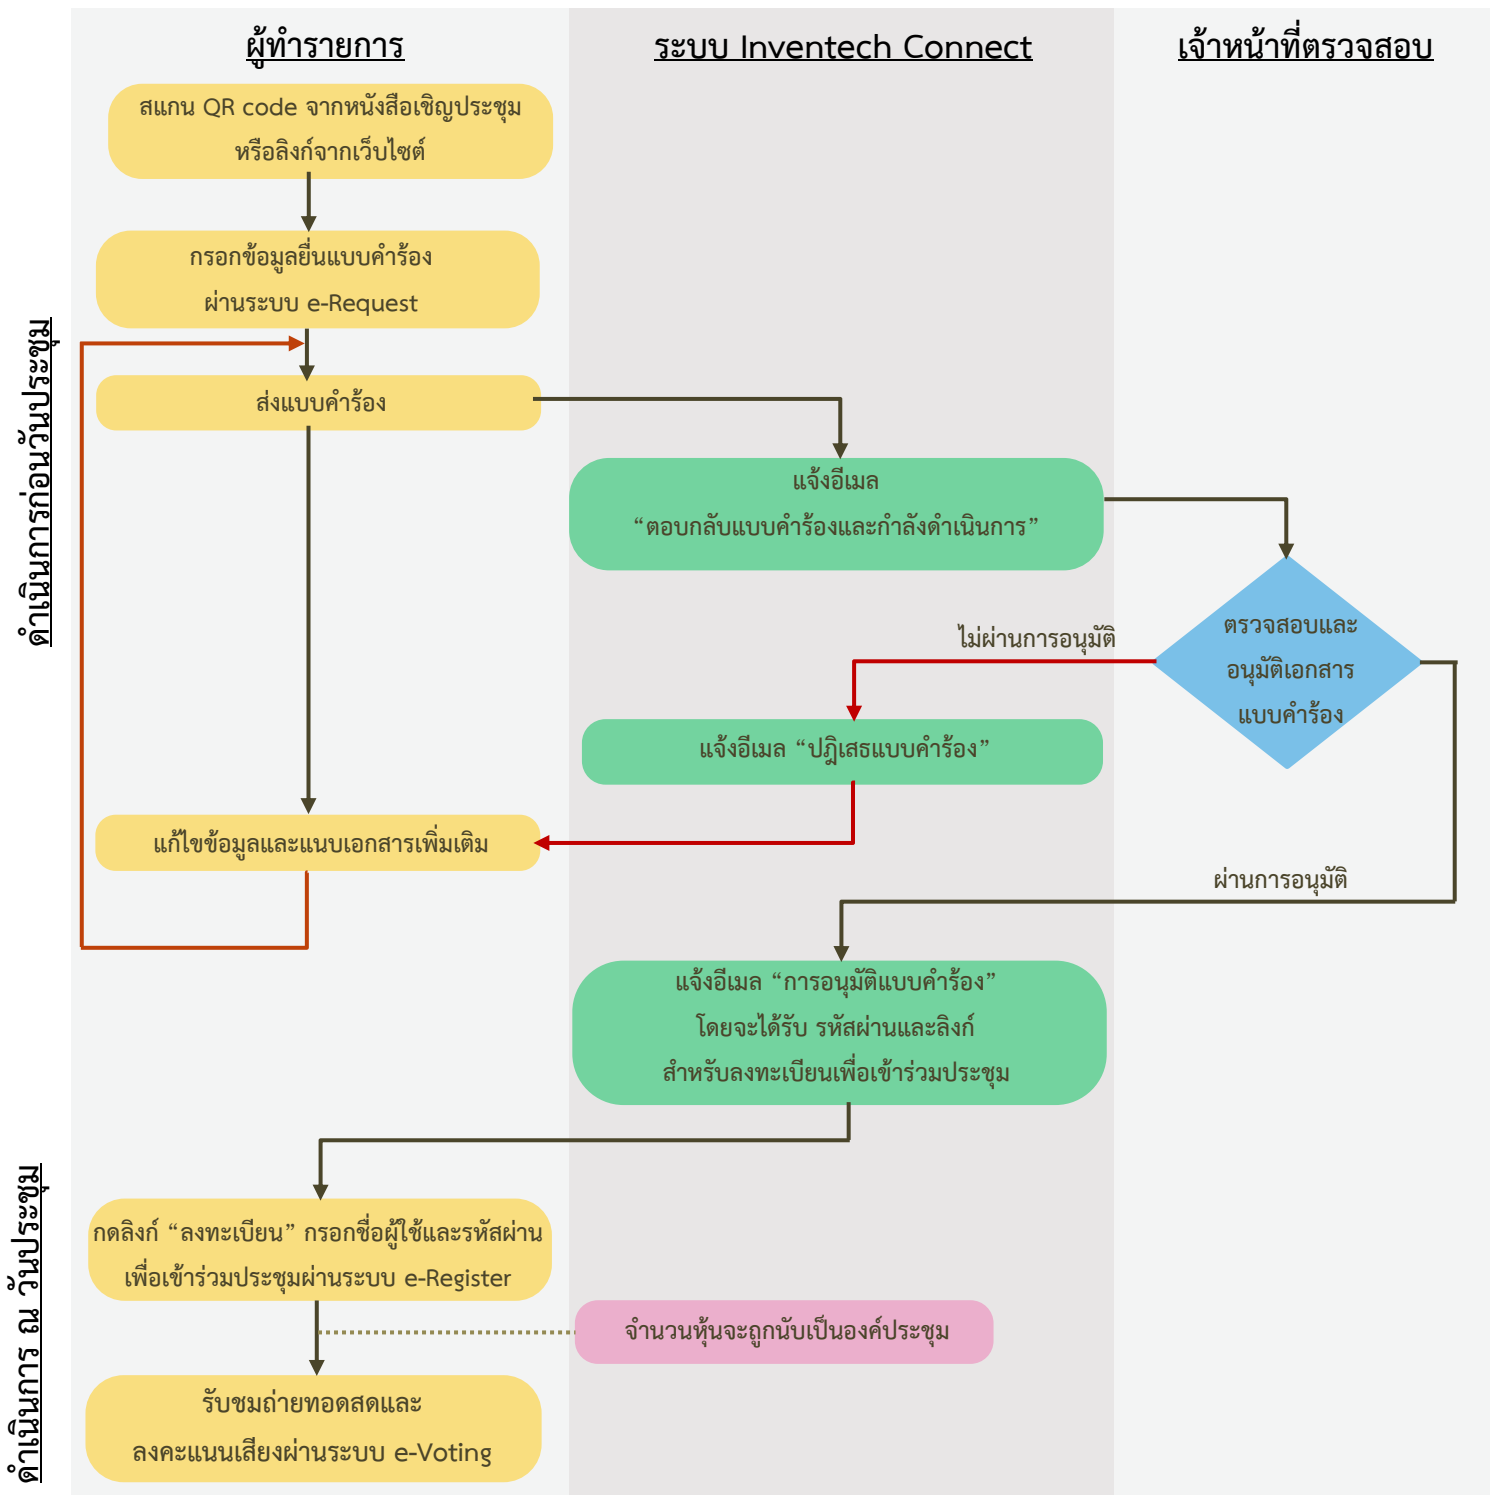 ผู้ทำรายการ
ระบบ Inventech Connect
เจ้าหน้าที่ตรวจสอบ
ดำเนินการก่อนวันประชุม
สแกน QR code จากหนังสือเชิญประชุม
หรือลิงก์จากเว็บไซต์
กรอกข้อมูลยื่นแบบคำร้อง
ผ่านระบบ e-Request
ส่งแบบคำร้อง
แจ้งอีเมล
“ตอบกลับแบบคำร้องและกำลังดำเนินการ”
ตรวจสอบและ
อนุมัติเอกสาร
แบบคำร้อง
ไม่ผ่านการอนุมัติ
แจ้งอีเมล “ปฎิเสธแบบคำร้อง”
แก้ไขข้อมูลและแนบเอกสารเพิ่มเติม
ผ่านการอนุมัติ
แจ้งอีเมล “การอนุมัติแบบคำร้อง”
โดยจะได้รับ รหัสผ่านและลิงก์
สำหรับลงทะเบียนเพื่อเข้าร่วมประชุม
ดำเนินการ ณ วันประชุม
กดลิงก์ “ลงทะเบียน” กรอกชื่อผู้ใช้และรหัสผ่าน
เพื่อเข้าร่วมประชุมผ่านระบบ e-Register
จำนวนหุ้นจะถูกนับเป็นองค์ประชุม
รับชมถ่ายทอดสดและ
ลงคะแนนเสียงผ่านระบบ e-Voting